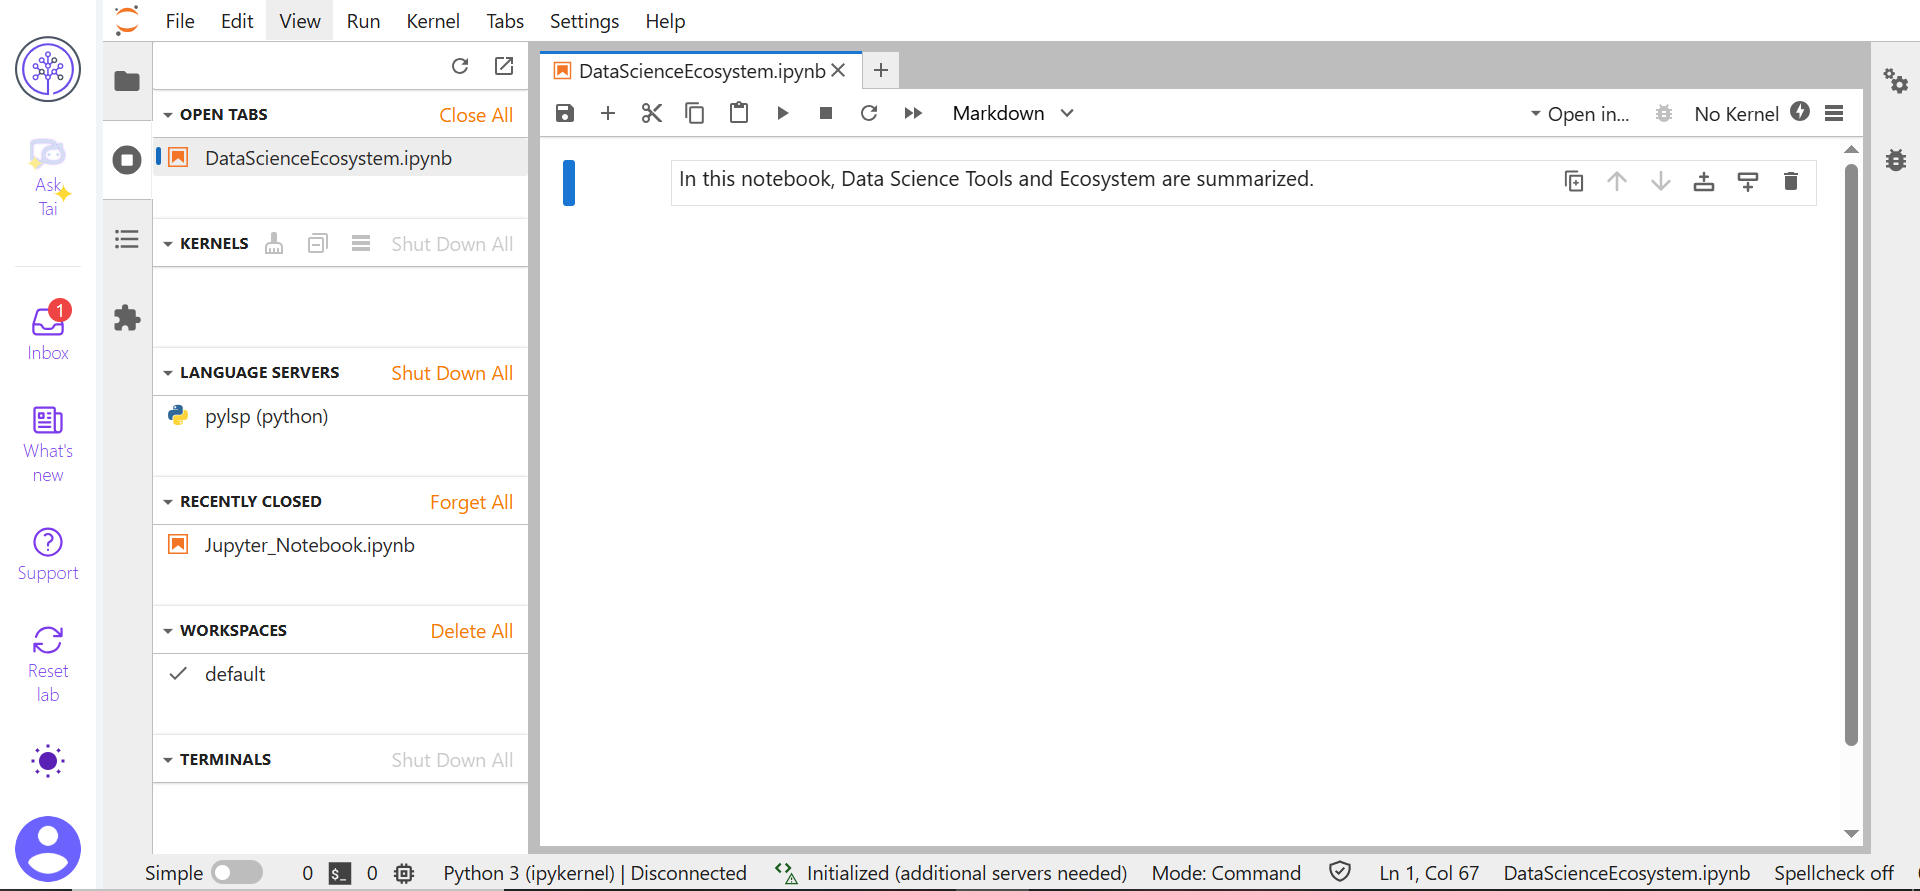 File Edit View Run Kernel Tabs Settings Help
Ask
Tai
1
Inbox
What's
new
Support
Reset
lab
OPEN TABS Close All
DataScienceEcosystem.ipynb
KERNELS Shut Down All
LANGUAGE SERVERS Shut Down All
pylsp (python)
RECENTLY CLOSED Forget All
Jupyter_Notebook.ipynb
WORKSPACES Delete All
default
TERMINALS Shut Down All
DataScienceEcosystem.ipynb
Markdown Open in... No Kernel
In this notebook, Data Science Tools and Ecosystem are summarized.
Simple 0 $_ 0 Python 3 (ipykernel) | Disconnected Initialized (additional servers needed) Mode: Command Ln 1, Col 67 DataScienceEcosystem.ipynb Spellcheck off